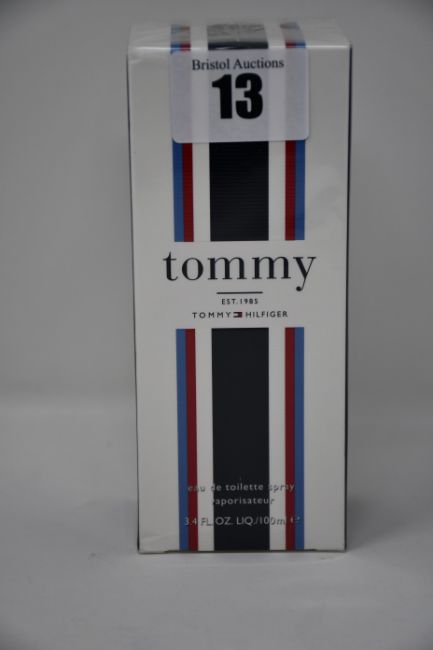 Bristol Auctions
13
tommy
EST. 1985
TOMMY HILFIGER
eau de toilette spray
vaporisateur
3.4 FL. OZ. LIQ./100ml ℮